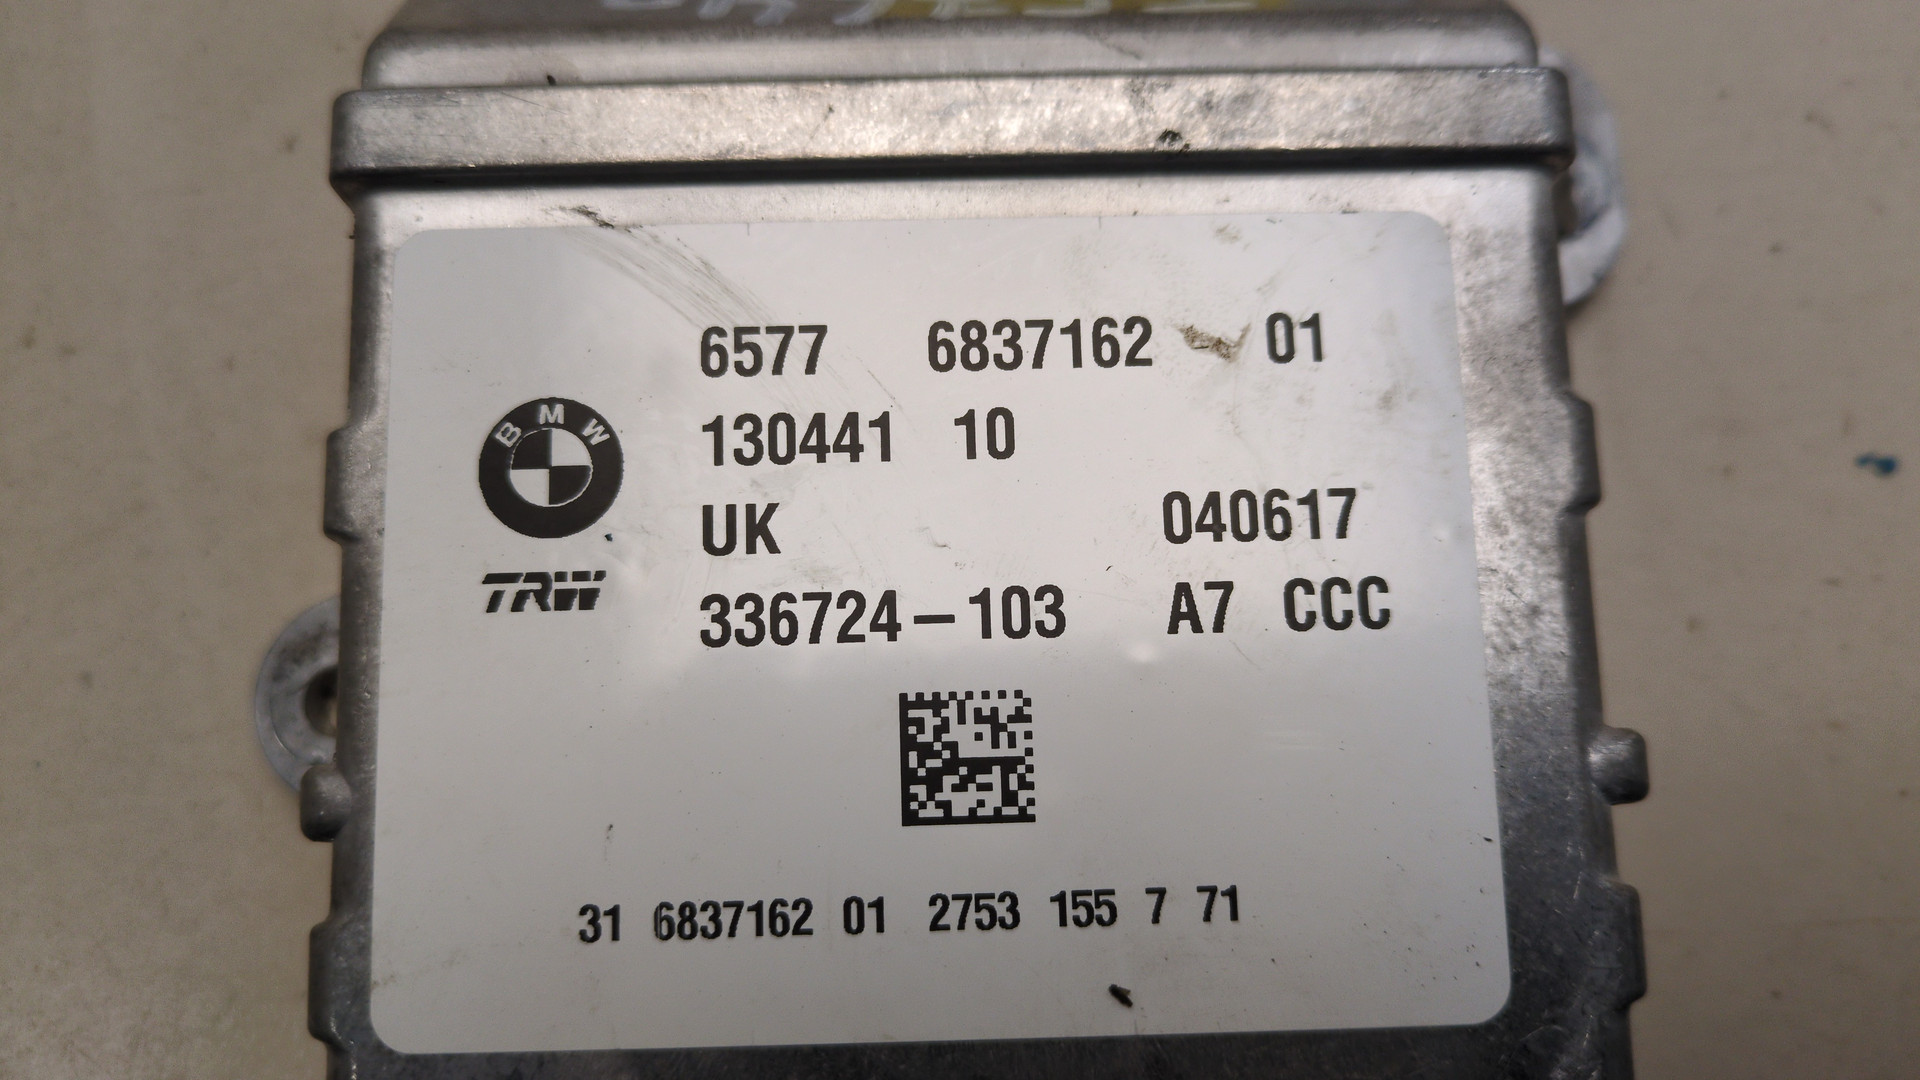 6577 6837162 01
130441 10
BMW
UK 040617
TRW
336724-103 A7 CCC
31 6837162 01 2753 155 7 71